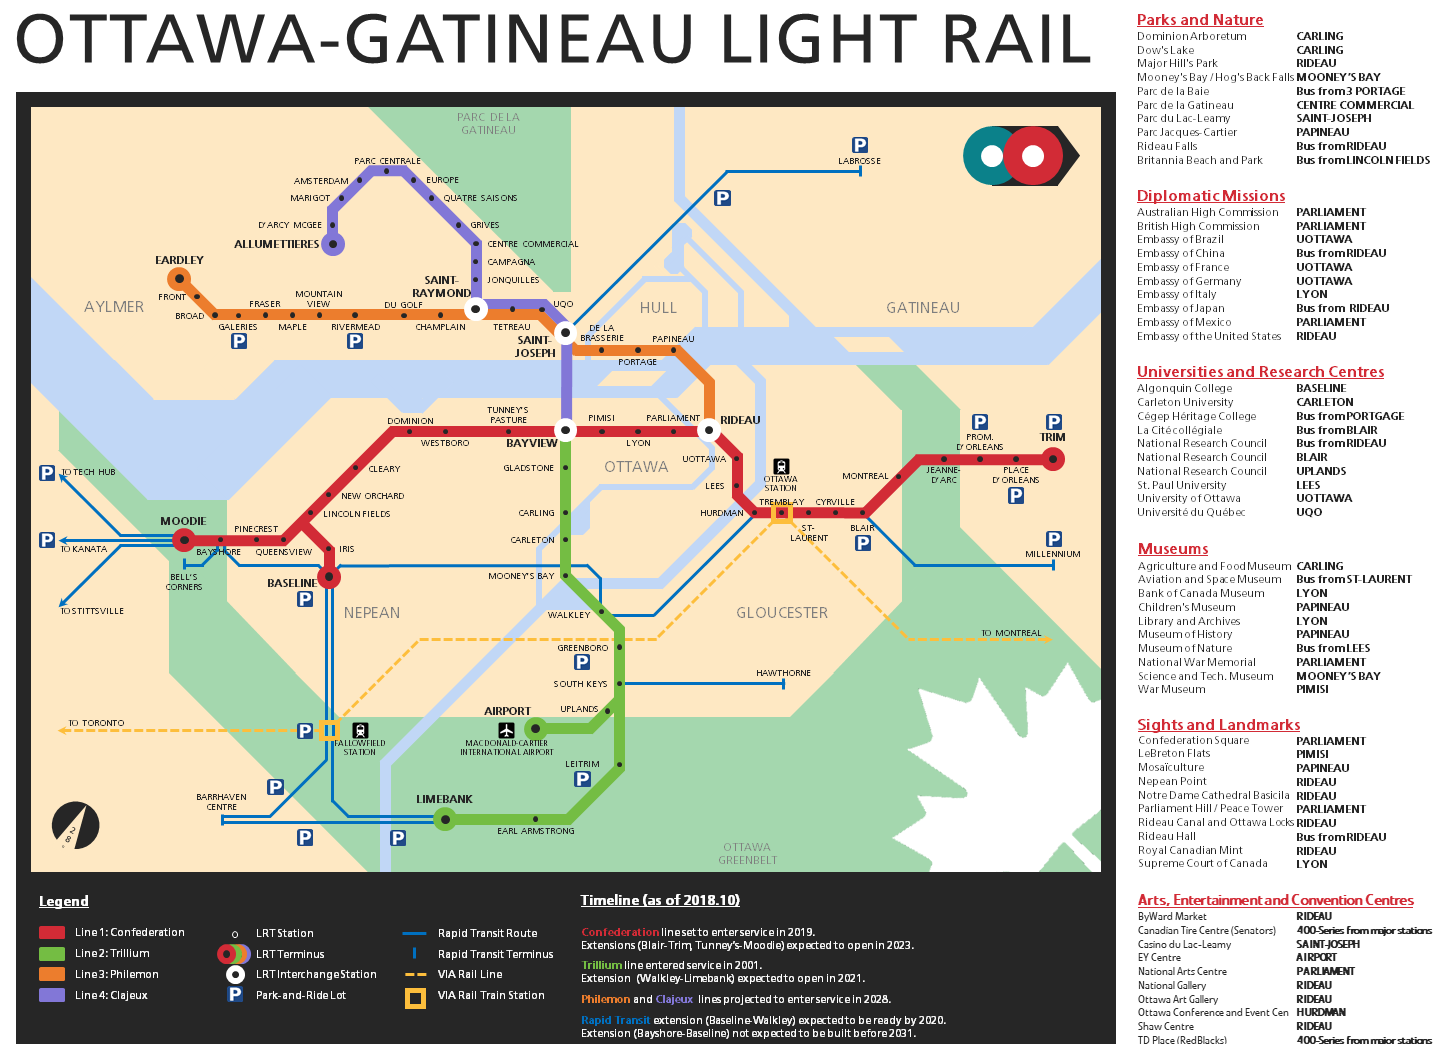 OTTAWA-GATINEAU LIGHT RAIL
PARC DE LA
GATINEAU
P
LABROSSE
P
PARC CENTRALE
AMSTERDAM
EUROPE
MARIGOT
QUATRE SAISONS
D'ARCY MCGEE
GRIVES
ALLUMETTIERES
CENTRE COMMERCIAL
EARDLEY
CAMPAGNA
SAINT-
RAYMOND
JONQUILLES
FRONT
MOUNTAIN
VIEW
AYLMER
FRASER
DU GOLF
UQO
HULL
GATINEAU
BROAD
GALERIES
MAPLE
RIVERMEAD
CHAMPLAIN
TETREAU
DE LA
BRASSERIE
P
P
SAINT-
JOSEPH
PAPINEAU
PORTAGE
DOMINION
TUNNEY'S
PASTURE
PIMISI
PARLIAMENT
RIDEAU
WESTBORO
BAYVIEW
LYON
P
P
PROM.
D'ORLEANS
TRIM
CLEARY
GLADSTONE
OTTAWA
UOTTAWA
OTTAWA
STATION
MONTREAL
JEANNE-
D'ARC
PLACE
D'ORLEANS
P
P
TO TECH HUB
NEW ORCHARD
LEES
LINCOLN FIELDS
CARLING
HURDMAN
TREMBLAY
CYRVILLE
ST-
LAURENT
BLAIR
P
MOODIE
PINECREST
P
TO KANATA
BAYSHORE
QUEENSVIEW
IRIS
CARLETON
P
MILLENNIUM
BELL'S
CORNERS
BASELINE
P
MOONEY'S BAY
TO STITTSVILLE
NEPEAN
WALKLEY
GLOUCESTER
TO MONTREAL
GREENBORO
P
SOUTH KEYS
HAWTHORNE
TO TORONTO
P
FALLOWFIELD
STATION
AIRPORT
UPLANDS
MACDONALD-CARTIER
INTERNATIONAL AIRPORT
LEITRIM
P
P
BARRHAVEN
CENTRE
LIMEBANK
EARL ARMSTRONG
P
P
28°
OTTAWA
GREENBELT
Legend
Line 1: Confederation
Line 2: Trillium
Line 3: Philemon
Line 4: Clajeux
LRT Station
LRT Terminus
LRT Interchange Station
P
Park-and-Ride Lot
Rapid Transit Route
Rapid Transit Terminus
VIA Rail Line
VIA Rail Train Station
Timeline (as of 2018.10)
Confederation line set to enter service in 2019.
Extensions (Blair-Trim, Tunney's-Moodie) expected to open in 2023.
Trillium line entered service in 2001.
Extension (Walkley-Limebank) expected to open in 2021.
Philemon and Clajeux lines projected to enter service in 2028.
Rapid Transit extension (Baseline-Walkley) expected to be ready by 2020.
Extension (Bayshore-Baseline) not expected to be built before 2031.
Parks and Nature
Dominion Arboretum CARLING
Dow's Lake CARLING
Major Hill's Park RIDEAU
Mooney's Bay / Hog's Back Falls MOONEY'S BAY
Parc de la Baie Bus from 3 PORTAGE
Parc de la Gatineau CENTRE COMMERCIAL
Parc du Lac-Leamy SAINT-JOSEPH
Parc Jacques-Cartier PAPINEAU
Rideau Falls Bus from RIDEAU
Britannia Beach and Park Bus from LINCOLN FIELDS
Diplomatic Missions
Australian High Commission PARLIAMENT
British High Commission PARLIAMENT
Embassy of Brazil UOTTAWA
Embassy of China Bus from RIDEAU
Embassy of France UOTTAWA
Embassy of Germany UOTTAWA
Embassy of Italy LYON
Embassy of Japan Bus from RIDEAU
Embassy of Mexico PARLIAMENT
Embassy of the United States RIDEAU
Universities and Research Centres
Algonquin College BASELINE
Carleton University CARLETON
Cégep Héritage College Bus from PORTGAGE
La Cité collégiale Bus from BLAIR
National Research Council Bus from RIDEAU
National Research Council BLAIR
National Research Council UPLANDS
St. Paul University LEES
University of Ottawa UOTTAWA
Université du Québec UQO
Museums
Agriculture and Food Museum CARLING
Aviation and Space Museum Bus from ST-LAURENT
Bank of Canada Museum LYON
Children's Museum PAPINEAU
Library and Archives LYON
Museum of History PAPINEAU
Museum of Nature Bus from LEES
National War Memorial PARLIAMENT
Science and Tech. Museum MOONEY'S BAY
War Museum PIMISI
Sights and Landmarks
Confederation Square PARLIAMENT
LeBreton Flats PIMISI
Mosaïculture PAPINEAU
Nepean Point RIDEAU
Notre Dame Cathedral Basicila RIDEAU
Parliament Hill / Peace Tower PARLIAMENT
Rideau Canal and Ottawa Locks RIDEAU
Rideau Hall Bus from RIDEAU
Royal Canadian Mint RIDEAU
Supreme Court of Canada LYON
Arts, Entertainment and Convention Centres
ByWard Market RIDEAU
Canadian Tire Centre (Senators) 400-Series from major stations
Casino du Lac-Leamy SAINT-JOSEPH
EY Centre AIRPORT
National Arts Centre PARLIAMENT
National Gallery RIDEAU
Ottawa Art Gallery RIDEAU
Ottawa Conference and Event Cen HURDMAN
Shaw Centre RIDEAU
TD Place (RedBlacks) 400-Series from major stations